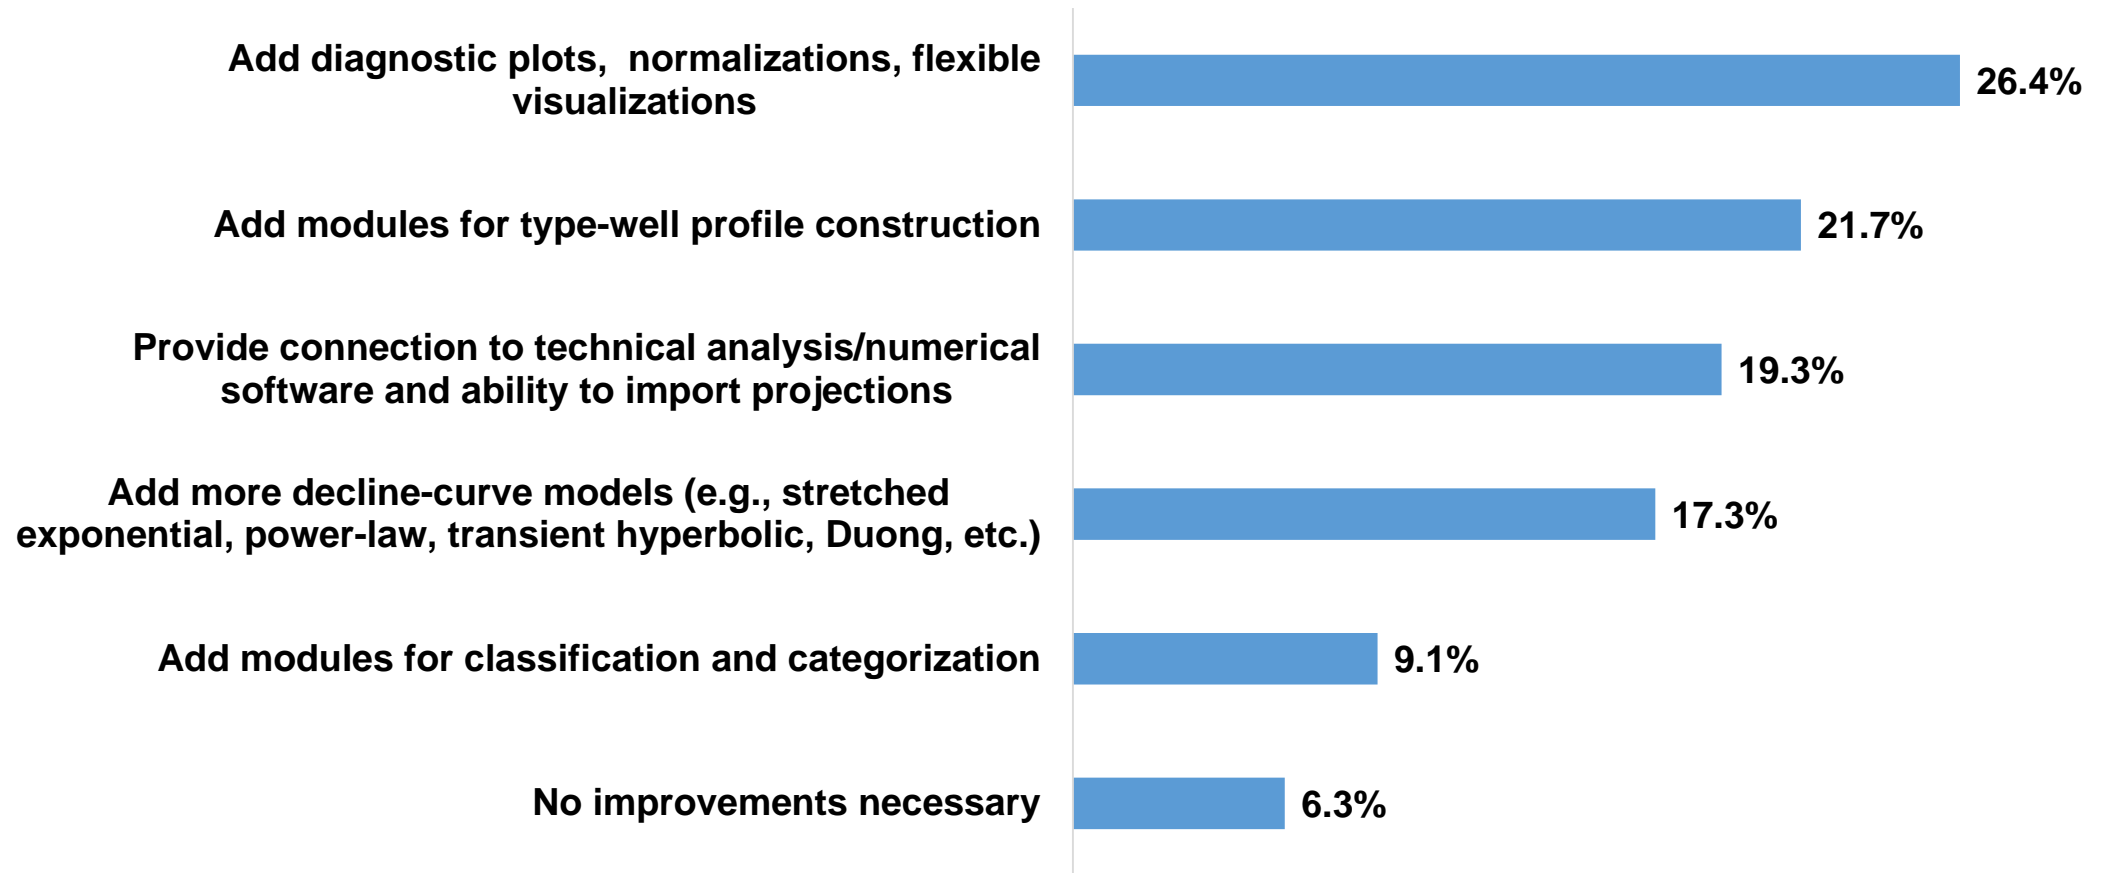 Add diagnostic plots,  normalizations, flexible
visualizations
26.4%
Add modules for type-well profile construction
21.7%
Provide connection to technical analysis/numerical
software and ability to import projections
19.3%
Add more decline-curve models (e.g., stretched
exponential, power-law, transient hyperbolic, Duong, etc.)
17.3%
Add modules for classification and categorization
9.1%
No improvements necessary
6.3%